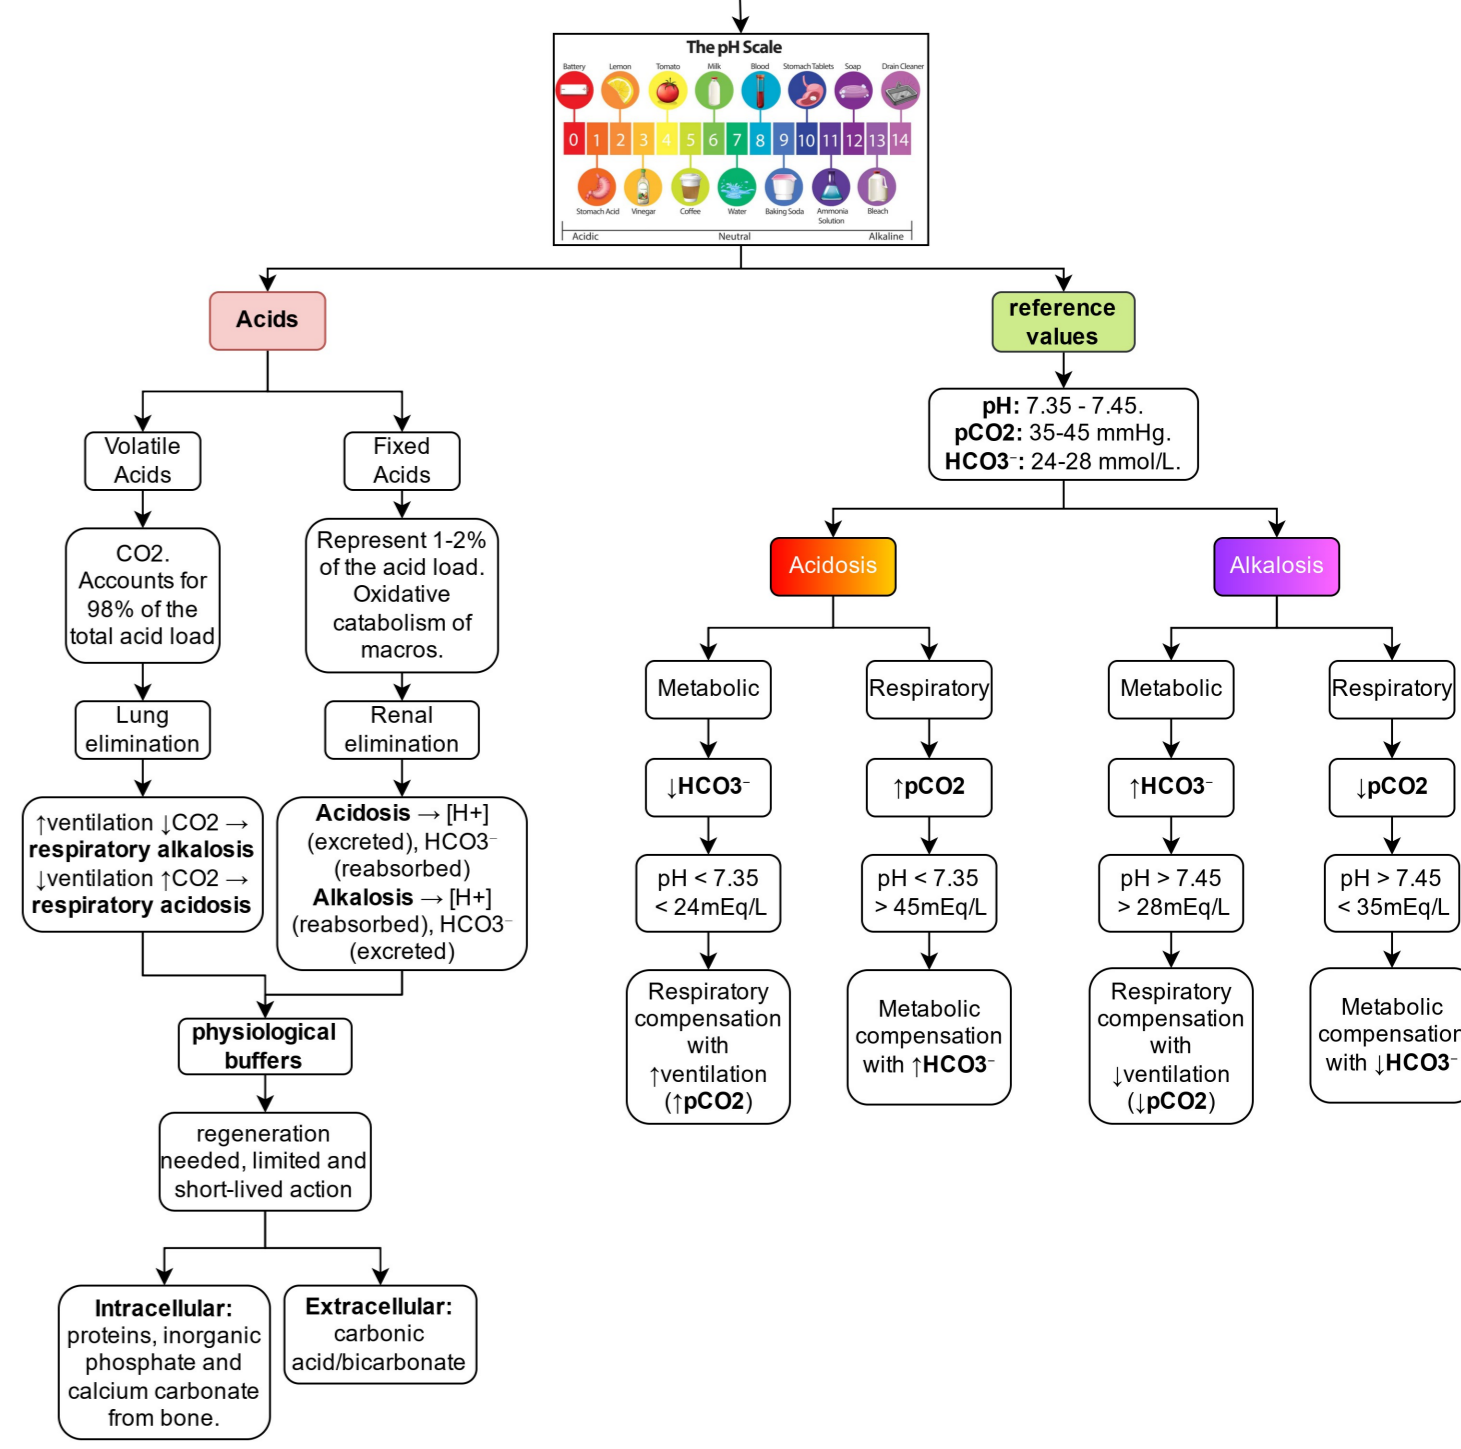 The pH Scale
Battery Lemon Tomato Milk Blood Stomach Tablets Soap Drain Cleaner
0 1 2 3 4 5 6 7 8 9 10 11 12 13 14
Stomach Acid Vinegar Coffee Water Baking Soda Ammonia Solution Bleach
Acidic Neutral Alkaline
Acids
Volatile
Acids
CO2.
Accounts for
98% of the
total acid load
Lung
elimination
↑ventilation ↓CO2 →
respiratory alkalosis
↓ventilation ↑CO2 →
respiratory acidosis
Fixed
Acids
Represent 1-2%
of the acid load.
Oxidative
catabolism of
macros.
Renal
elimination
Acidosis → [H+]
(excreted), HCO3⁻
(reabsorbed)
Alkalosis → [H+]
(reabsorbed), HCO3⁻
(excreted)
physiological
buffers
regeneration
needed, limited and
short-lived action
Intracellular:
proteins, inorganic
phosphate and
calcium carbonate
from bone.
Extracellular:
carbonic
acid/bicarbonate
reference
values
pH: 7.35 - 7.45.
pCO2: 35-45 mmHg.
HCO3⁻: 24-28 mmol/L.
Acidosis
Metabolic
↓HCO3⁻
pH < 7.35
< 24mEq/L
Respiratory
compensation
with
↑ventilation
(↑pCO2)
Respiratory
↑pCO2
pH < 7.35
> 45mEq/L
Metabolic
compensation
with ↑HCO3⁻
Alkalosis
Metabolic
↑HCO3⁻
pH > 7.45
> 28mEq/L
Respiratory
compensation
with
↓ventilation
(↓pCO2)
Respiratory
↓pCO2
pH > 7.45
< 35mEq/L
Metabolic
compensation
with ↓HCO3⁻